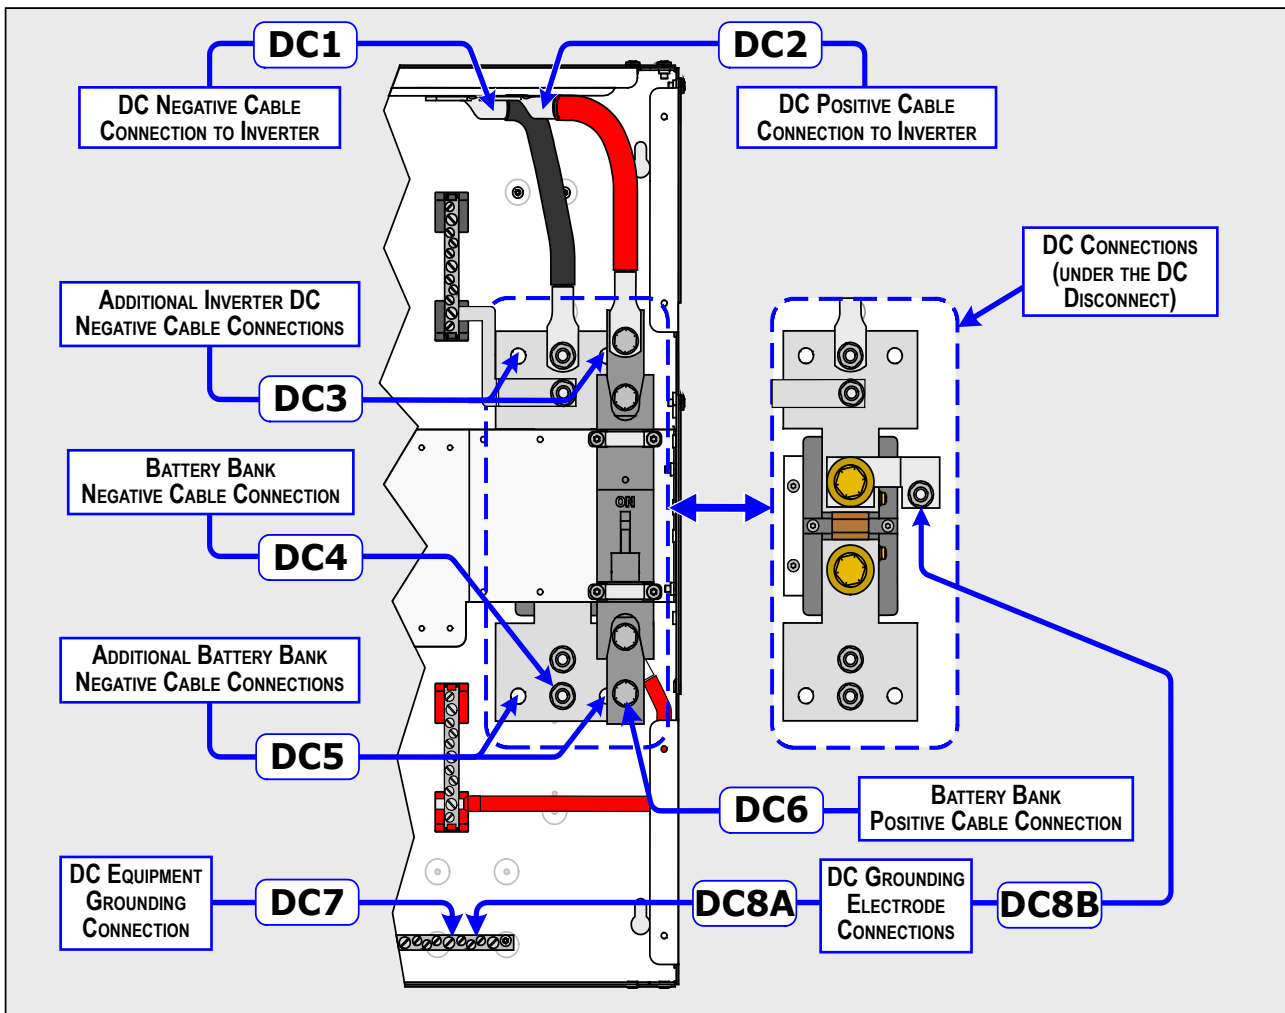 DC1
DC2
DC NEGATIVE CABLE
CONNECTION TO INVERTER
DC POSITIVE CABLE
CONNECTION TO INVERTER
DC CONNECTIONS
(UNDER THE DC
DISCONNECT)
ADDITIONAL INVERTER DC
NEGATIVE CABLE CONNECTIONS
DC3
BATTERY BANK
NEGATIVE CABLE CONNECTION
ON
DC4
ADDITIONAL BATTERY BANK
NEGATIVE CABLE CONNECTIONS
DC5
DC6
BATTERY BANK
POSITIVE CABLE CONNECTION
DC EQUIPMENT
GROUNDING
CONNECTION
DC7
DC8A
DC GROUNDING
ELECTRODE
CONNECTIONS
DC8B